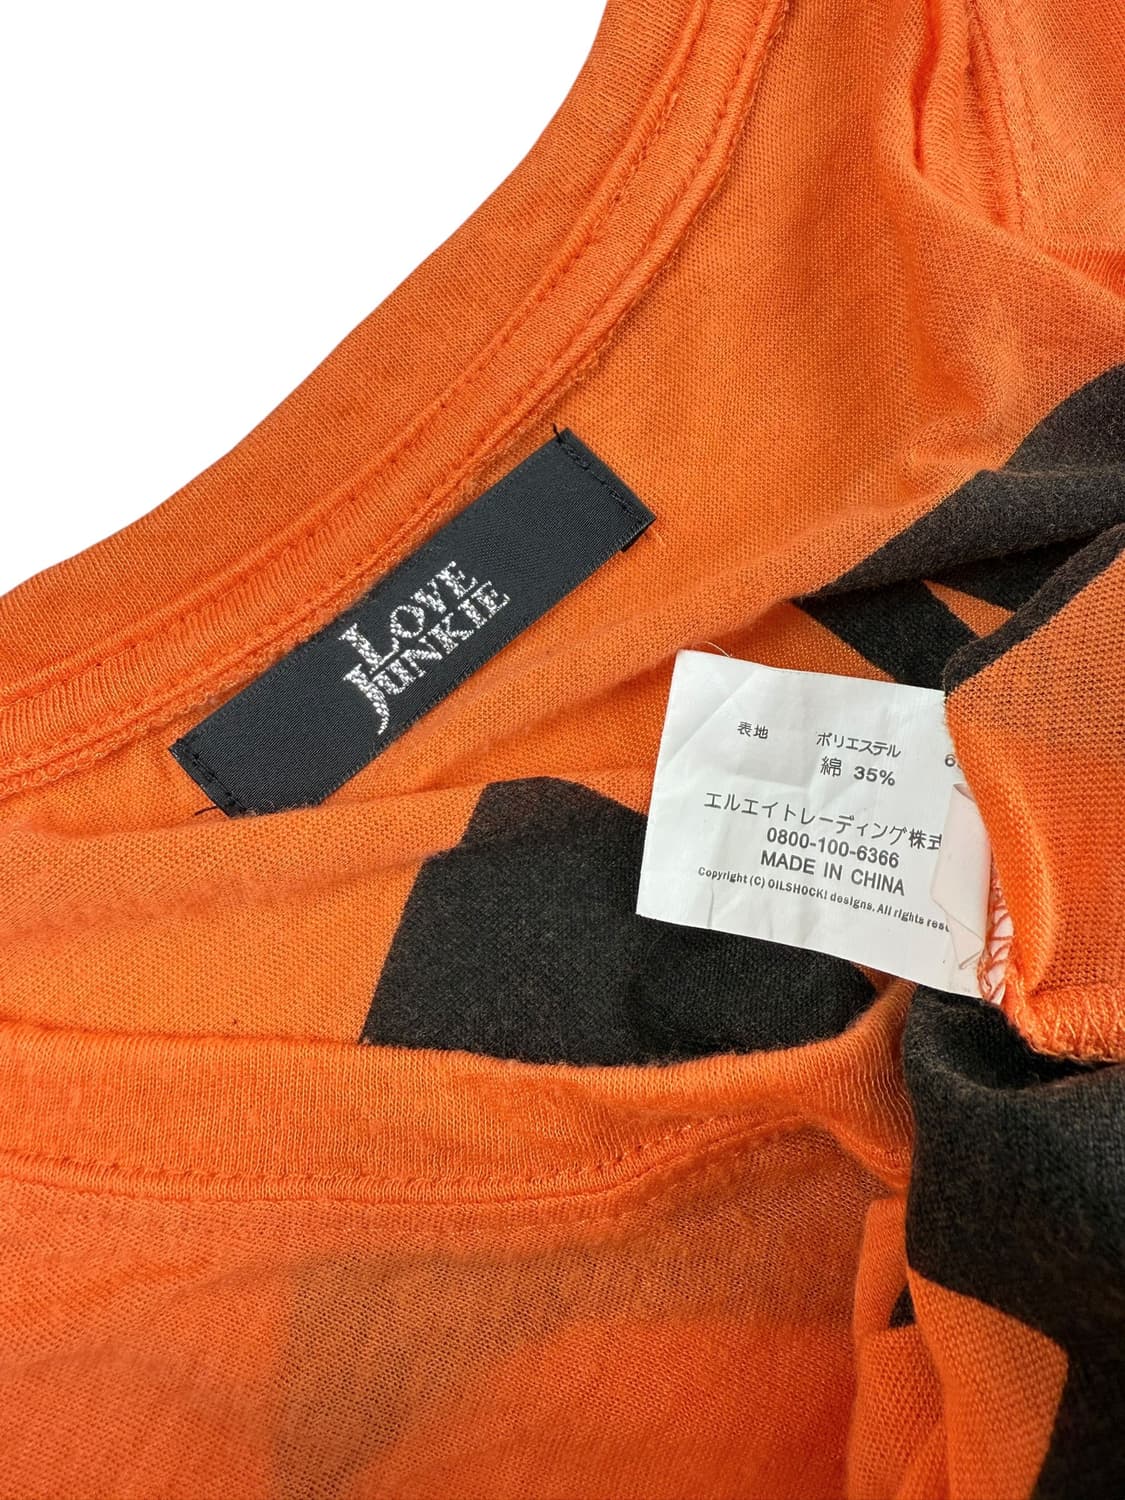 LOVE
JUNKIE
表地 ポリエステル
綿 35%
エルエイトレーディング株式
0800-100-6366
MADE IN CHINA
Copyright (C) OILSHOCK! designs. All rights